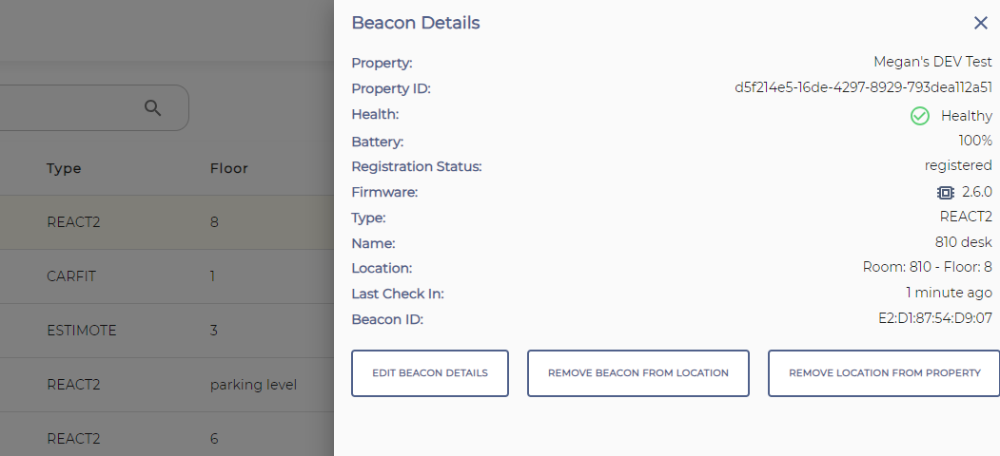 Type Floor
REACT2 8
CARFIT 1
ESTIMOTE 3
REACT2 parking level
REACT2 6
Beacon Details
Property: Megan's DEV Test
Property ID: d5f214e5-16de-4297-8929-793dea112a51
Health: Healthy
Battery: 100%
Registration Status: registered
Firmware: 2.6.0
Type: REACT2
Name: 810 desk
Location: Room: 810 - Floor: 8
Last Check In: 1 minute ago
Beacon ID: E2:D1:87:54:D9:07
EDIT BEACON DETAILS REMOVE BEACON FROM LOCATION REMOVE LOCATION FROM PROPERTY